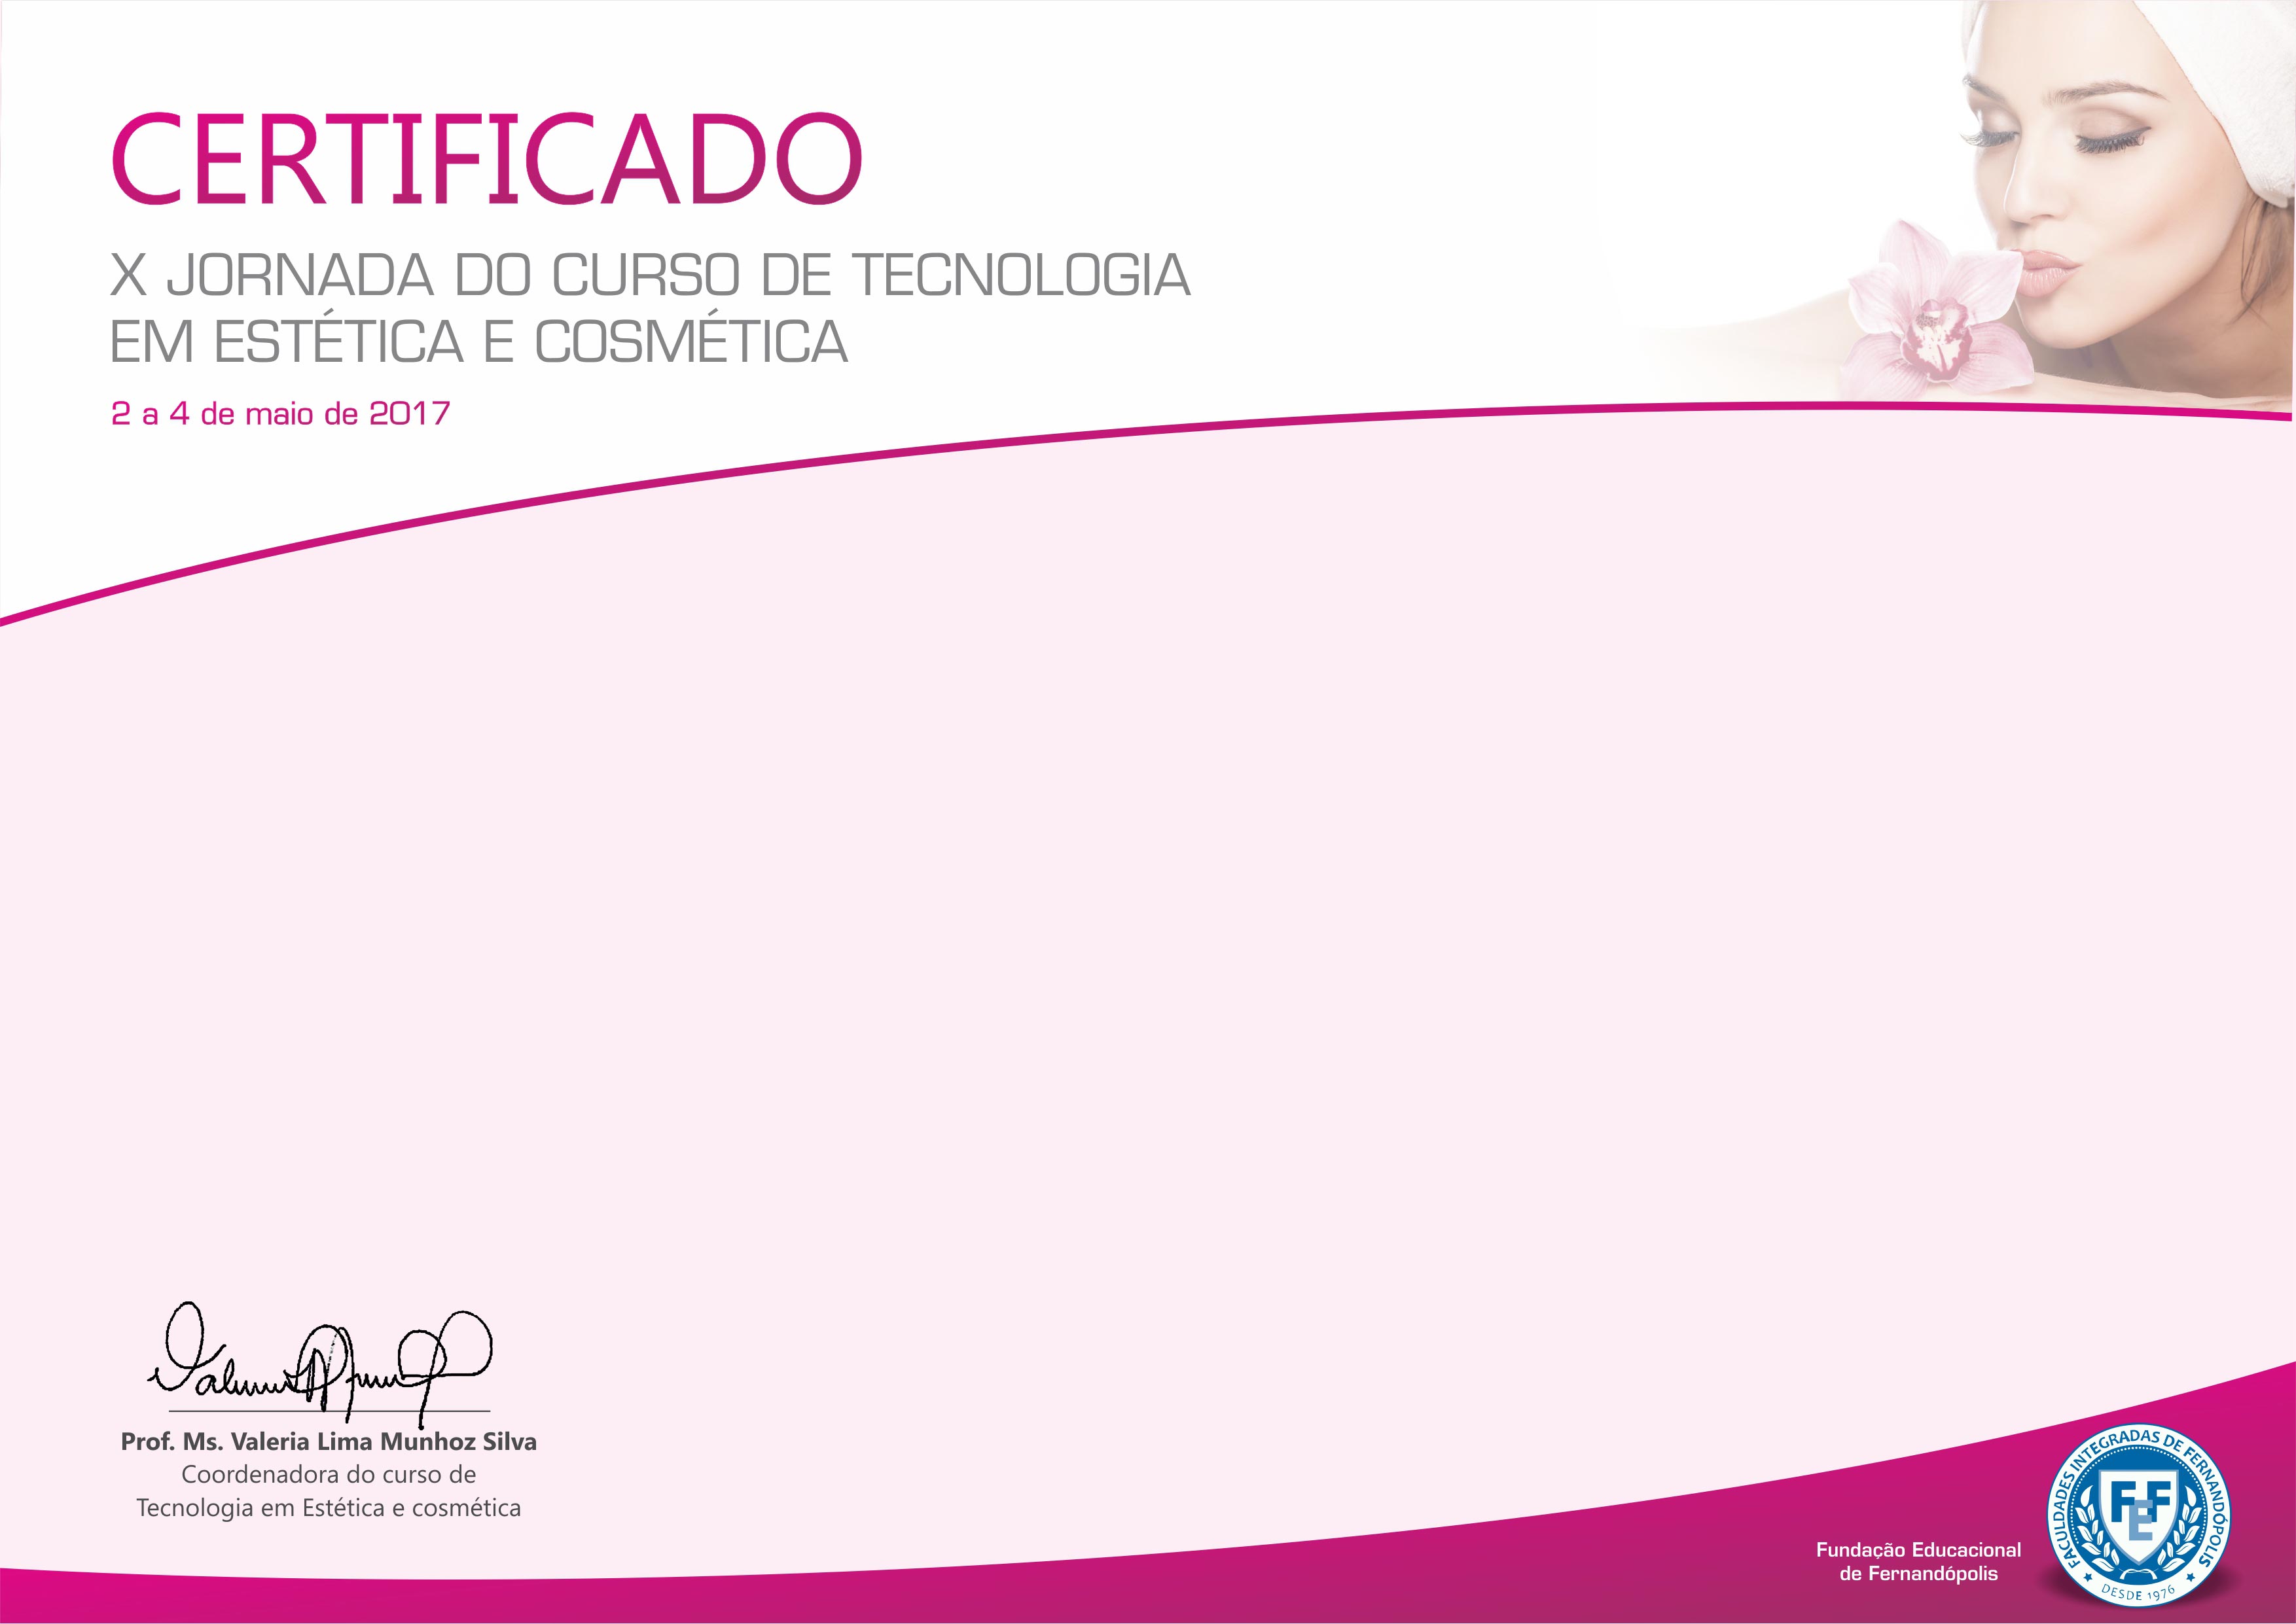 CERTIFICADO
X JORNADA DO CURSO DE TECNOLOGIA
EM ESTÉTICA E COSMÉTICA
2 a 4 de maio de 2017
Prof. Ms. Valeria Lima Munhoz Silva
Coordenadora do curso de
Tecnologia em Estética e cosmética
Fundação Educacional
de Fernandópolis
FACULDADES INTEGRADAS DE FERNANDÓPOLIS
FEF
DESDE 1976